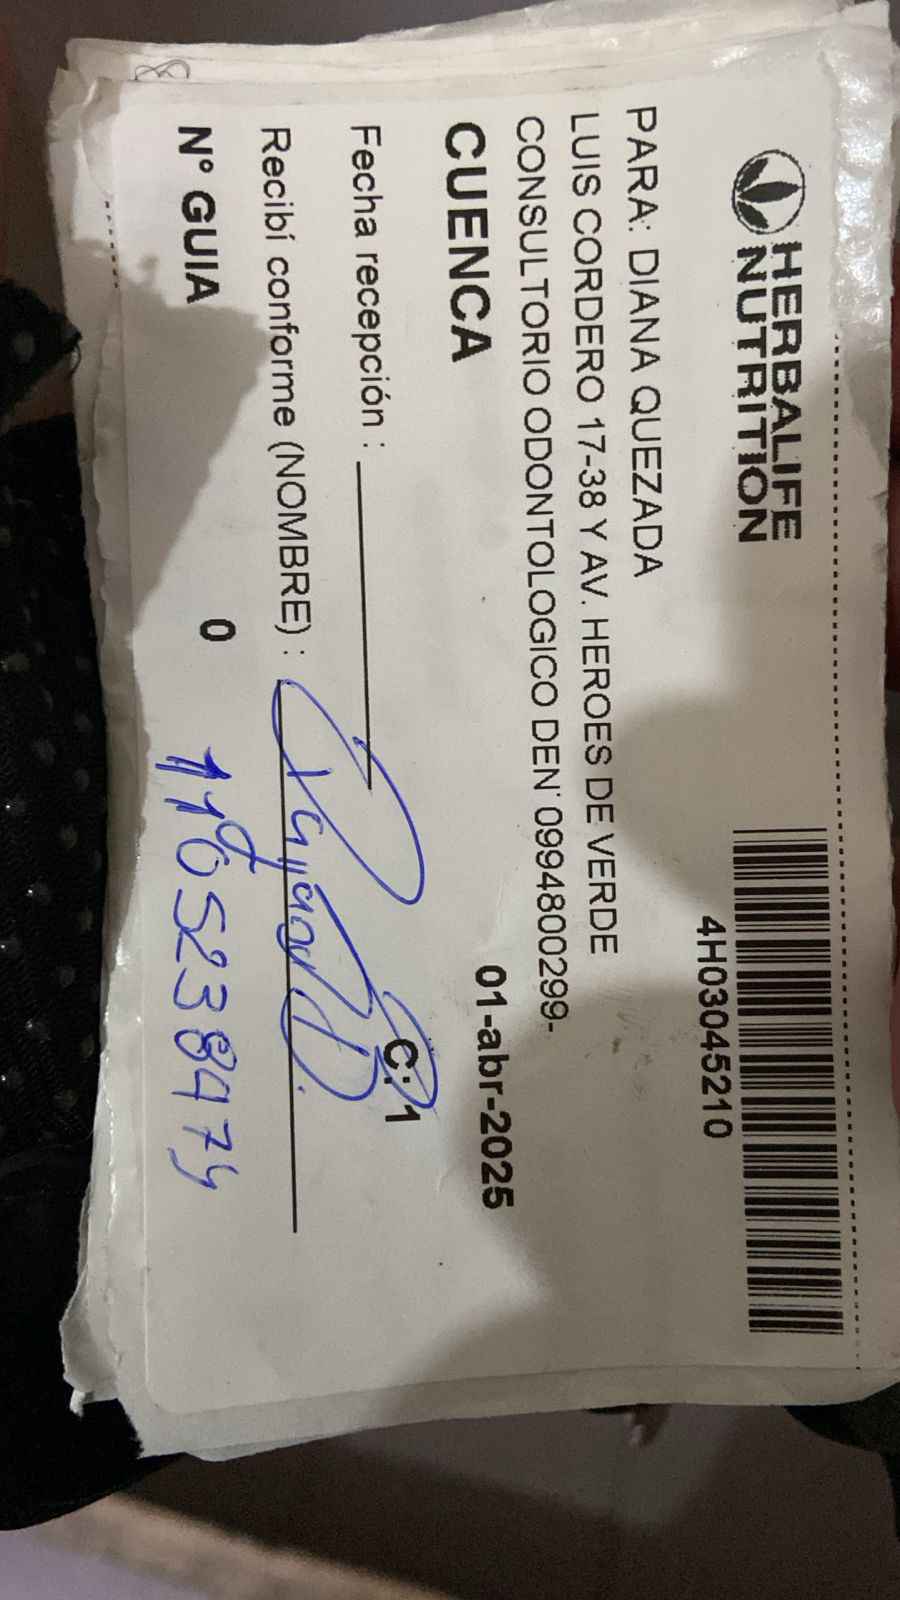 HERBALIFE
NUTRITION
4H03045210
PARA: DIANA QUEZADA
LUIS CORDERO 17-38 Y AV. HEROES DE VERDE
CONSULTORIO ODONTOLOGICO DEN' 0994800299-
CUENCA 01-abr-2025
Fecha recepción : C: 1
Recibí conforme (NOMBRE) :
N° GUIA 0